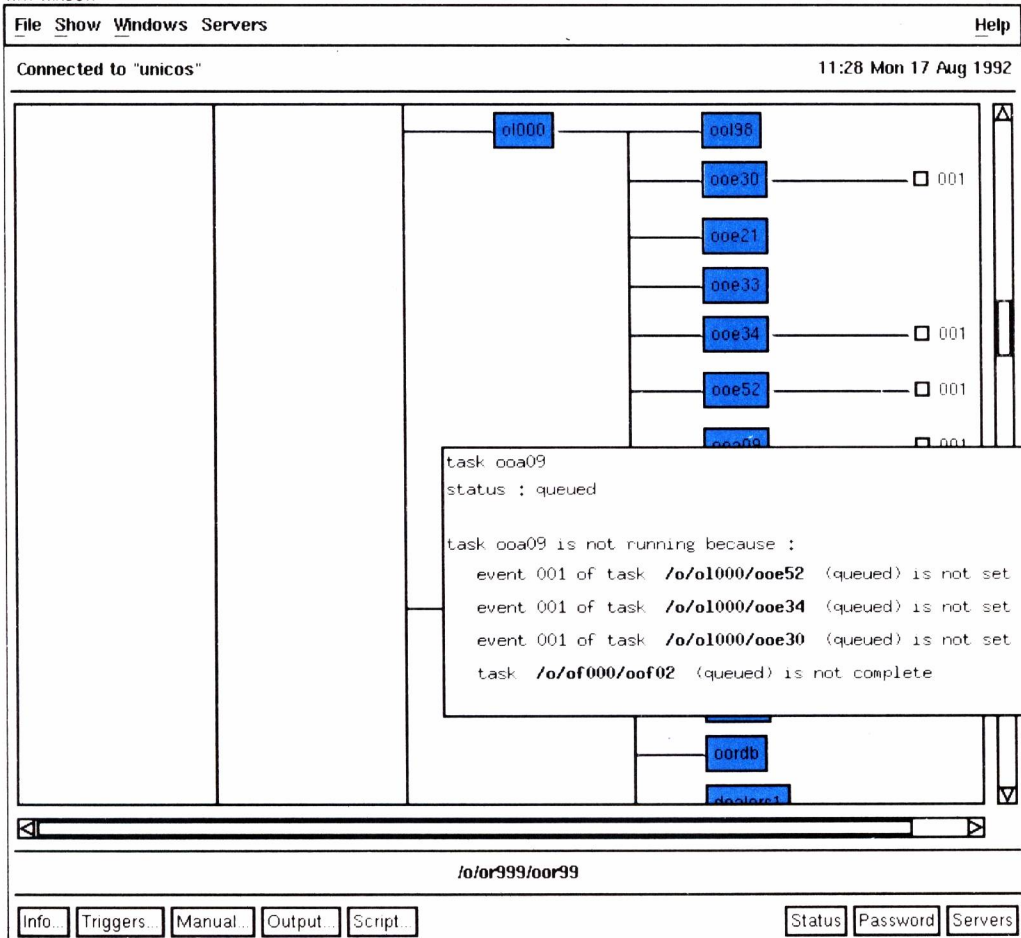 File Show Windows Servers Help
Connected to "unicos" 11:28 Mon 17 Aug 1992
ol000
ool98
ooe30 001
ooe21
ooe33
ooe34 001
ooe52 001
ooa09 001
task ooa09
status : queued
task ooa09 is not running because :
event 001 of task /o/ol000/ooe52 (queued) is not set
event 001 of task /o/ol000/ooe34 (queued) is not set
event 001 of task /o/ol000/ooe30 (queued) is not set
task /o/of000/oof02 (queued) is not complete
oordb
dealers1
/o/or999/oor99
Info... Triggers... Manual... Output... Script... Status Password Servers